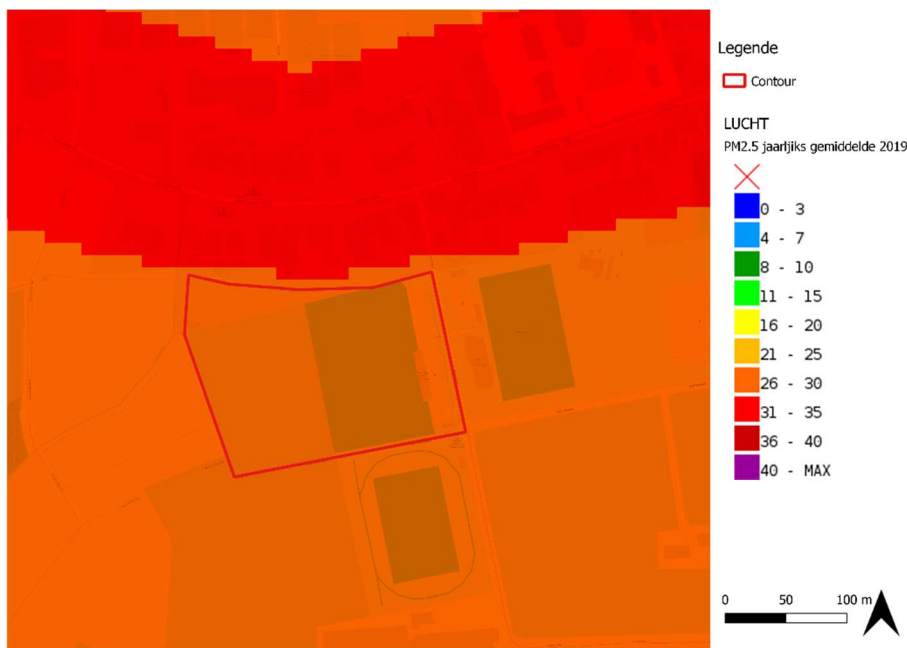 Legende
Contour
LUCHT
PM2.5 jaarljiks gemiddelde 2019
0 - 3
4 - 7
8 - 10
11 - 15
16 - 20
21 - 25
26 - 30
31 - 35
36 - 40
40 - MAX
0 50 100 m